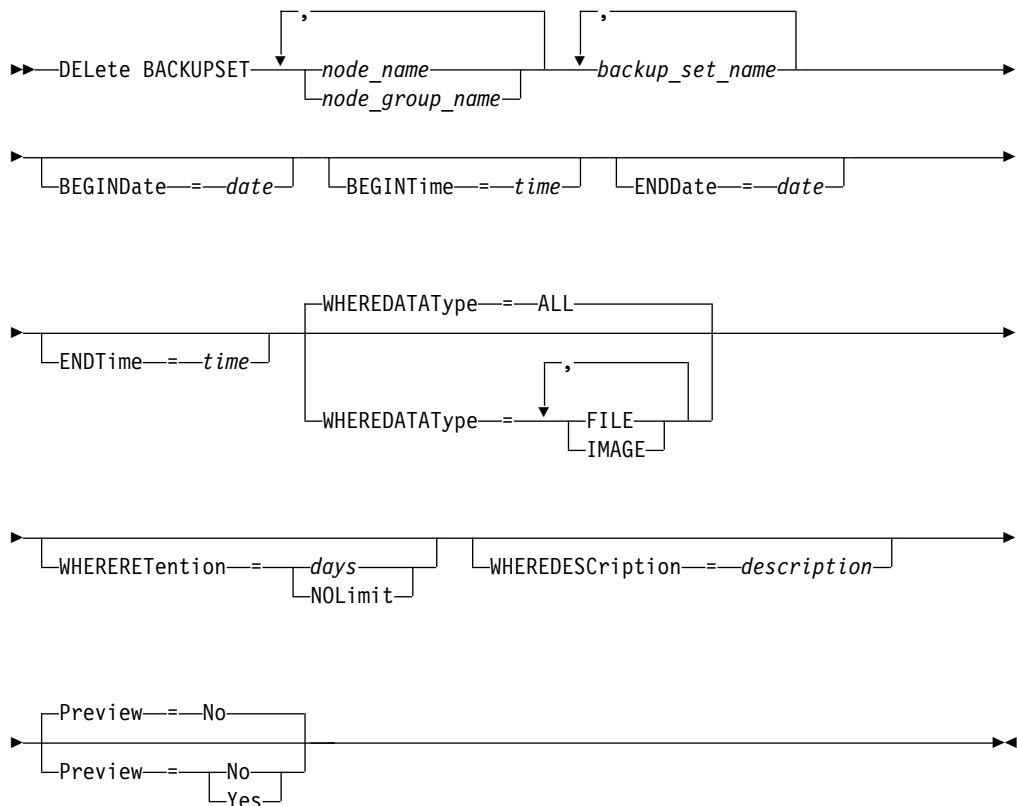 ,
,
DELete BACKUPSET node_name backup_set_name
node_group_name
BEGINDate = date BEGINTime = time ENDDate = date
WHEREDATAType = ALL
ENDTime = time
,
WHEREDATAType = FILE
IMAGE
WHERERETention = days WHEREDESCription = description
NOLimit
Preview = No
Preview = No
Yes